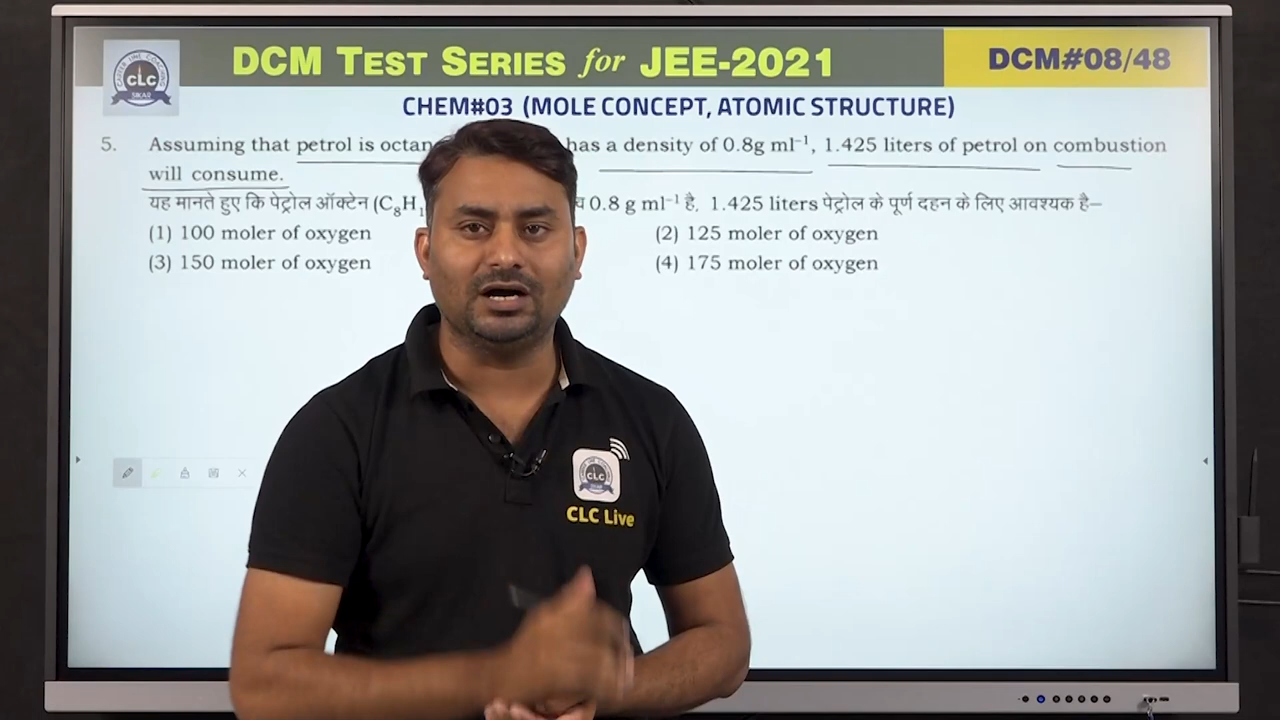 DCM TEST SERIES for JEE-2021
DCM#08/48
CLC
SIKAR
CHEM#03 (MOLE CONCEPT, ATOMIC STRUCTURE)
5. Assuming that petrol is octan has a density of 0.8g ml⁻¹, 1.425 liters of petrol on combustion
will consume.
यह मानते हुए कि पेट्रोल ऑक्टेन (C₈H₁ 0.8 g ml⁻¹ है, 1.425 liters पेट्रोल के पूर्ण दहन के लिए आवश्यक है–
(1) 100 moler of oxygen (2) 125 moler of oxygen
(3) 150 moler of oxygen (4) 175 moler of oxygen
CLC
CLC Live